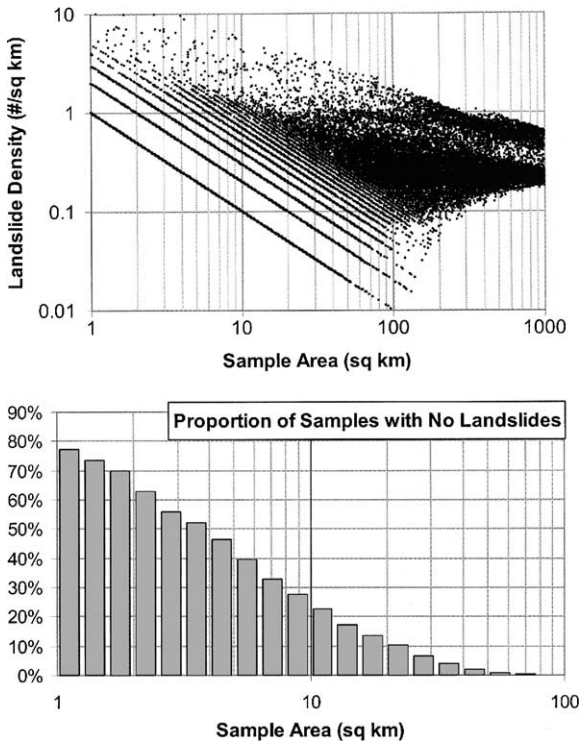 10
1
0.1
0.01
Landslide Density (#/sq km)
1 10 100 1000
Sample Area (sq km)
Proportion of Samples with No Landslides
90%
80%
70%
60%
50%
40%
30%
20%
10%
0%
1 10 100
Sample Area (sq km)